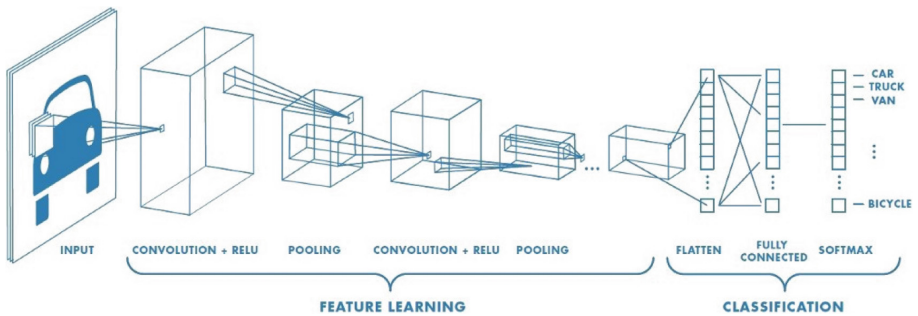 CAR
TRUCK
VAN
BICYCLE
INPUT
CONVOLUTION + RELU
POOLING
CONVOLUTION + RELU
POOLING
FLATTEN
FULLY
CONNECTED
SOFTMAX
FEATURE LEARNING
CLASSIFICATION